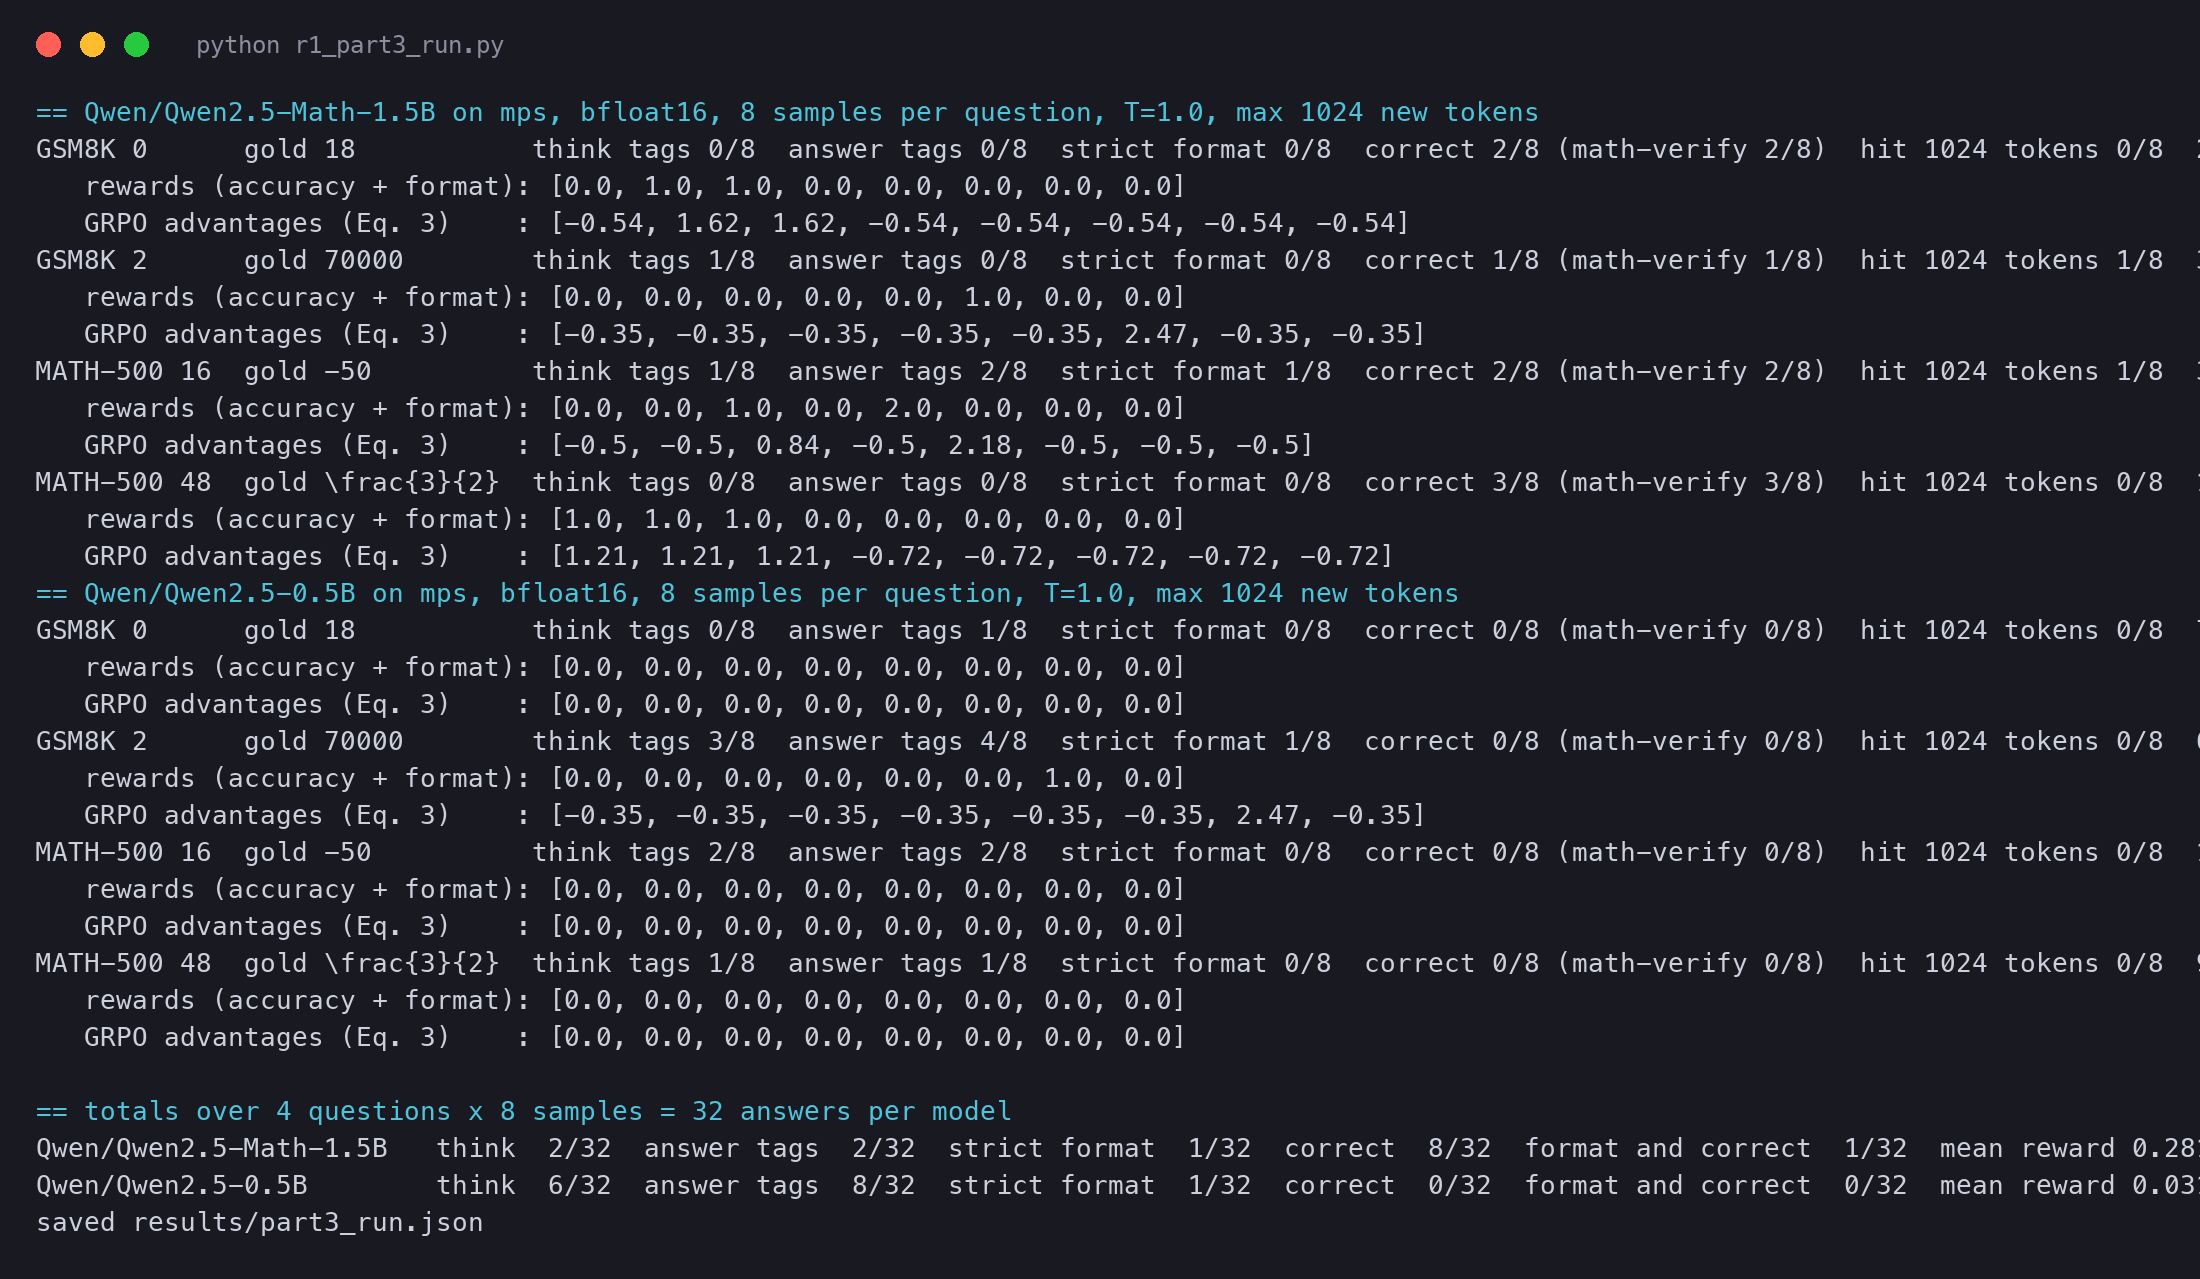 python r1_part3_run.py
== Qwen/Qwen2.5-Math-1.5B on mps, bfloat16, 8 samples per question, T=1.0, max 1024 new tokens
GSM8K 0      gold 18           think tags 0/8  answer tags 0/8  strict format 0/8  correct 2/8 (math-verify 2/8)  hit 1024 tokens 0/8
   rewards (accuracy + format): [0.0, 1.0, 1.0, 0.0, 0.0, 0.0, 0.0, 0.0]
   GRPO advantages (Eq. 3)    : [-0.54, 1.62, 1.62, -0.54, -0.54, -0.54, -0.54, -0.54]
GSM8K 2      gold 70000        think tags 1/8  answer tags 0/8  strict format 0/8  correct 1/8 (math-verify 1/8)  hit 1024 tokens 1/8
   rewards (accuracy + format): [0.0, 0.0, 0.0, 0.0, 0.0, 1.0, 0.0, 0.0]
   GRPO advantages (Eq. 3)    : [-0.35, -0.35, -0.35, -0.35, -0.35, 2.47, -0.35, -0.35]
MATH-500 16  gold -50          think tags 1/8  answer tags 2/8  strict format 1/8  correct 2/8 (math-verify 2/8)  hit 1024 tokens 1/8
   rewards (accuracy + format): [0.0, 0.0, 1.0, 0.0, 2.0, 0.0, 0.0, 0.0]
   GRPO advantages (Eq. 3)    : [-0.5, -0.5, 0.84, -0.5, 2.18, -0.5, -0.5, -0.5]
MATH-500 48  gold \frac{3}{2}  think tags 0/8  answer tags 0/8  strict format 0/8  correct 3/8 (math-verify 3/8)  hit 1024 tokens 0/8
   rewards (accuracy + format): [1.0, 1.0, 1.0, 0.0, 0.0, 0.0, 0.0, 0.0]
   GRPO advantages (Eq. 3)    : [1.21, 1.21, 1.21, -0.72, -0.72, -0.72, -0.72, -0.72]
== Qwen/Qwen2.5-0.5B on mps, bfloat16, 8 samples per question, T=1.0, max 1024 new tokens
GSM8K 0      gold 18           think tags 0/8  answer tags 1/8  strict format 0/8  correct 0/8 (math-verify 0/8)  hit 1024 tokens 0/8
   rewards (accuracy + format): [0.0, 0.0, 0.0, 0.0, 0.0, 0.0, 0.0, 0.0]
   GRPO advantages (Eq. 3)    : [0.0, 0.0, 0.0, 0.0, 0.0, 0.0, 0.0, 0.0]
GSM8K 2      gold 70000        think tags 3/8  answer tags 4/8  strict format 1/8  correct 0/8 (math-verify 0/8)  hit 1024 tokens 0/8
   rewards (accuracy + format): [0.0, 0.0, 0.0, 0.0, 0.0, 0.0, 1.0, 0.0]
   GRPO advantages (Eq. 3)    : [-0.35, -0.35, -0.35, -0.35, -0.35, -0.35, 2.47, -0.35]
MATH-500 16  gold -50          think tags 2/8  answer tags 2/8  strict format 0/8  correct 0/8 (math-verify 0/8)  hit 1024 tokens 0/8
   rewards (accuracy + format): [0.0, 0.0, 0.0, 0.0, 0.0, 0.0, 0.0, 0.0]
   GRPO advantages (Eq. 3)    : [0.0, 0.0, 0.0, 0.0, 0.0, 0.0, 0.0, 0.0]
MATH-500 48  gold \frac{3}{2}  think tags 1/8  answer tags 1/8  strict format 0/8  correct 0/8 (math-verify 0/8)  hit 1024 tokens 0/8
   rewards (accuracy + format): [0.0, 0.0, 0.0, 0.0, 0.0, 0.0, 0.0, 0.0]
   GRPO advantages (Eq. 3)    : [0.0, 0.0, 0.0, 0.0, 0.0, 0.0, 0.0, 0.0]
== totals over 4 questions x 8 samples = 32 answers per model
Qwen/Qwen2.5-Math-1.5B   think  2/32  answer tags  2/32  strict format  1/32  correct  8/32  format and correct  1/32  mean reward 0.28
Qwen/Qwen2.5-0.5B        think  6/32  answer tags  8/32  strict format  1/32  correct  0/32  format and correct  0/32  mean reward 0.03
saved results/part3_run.json